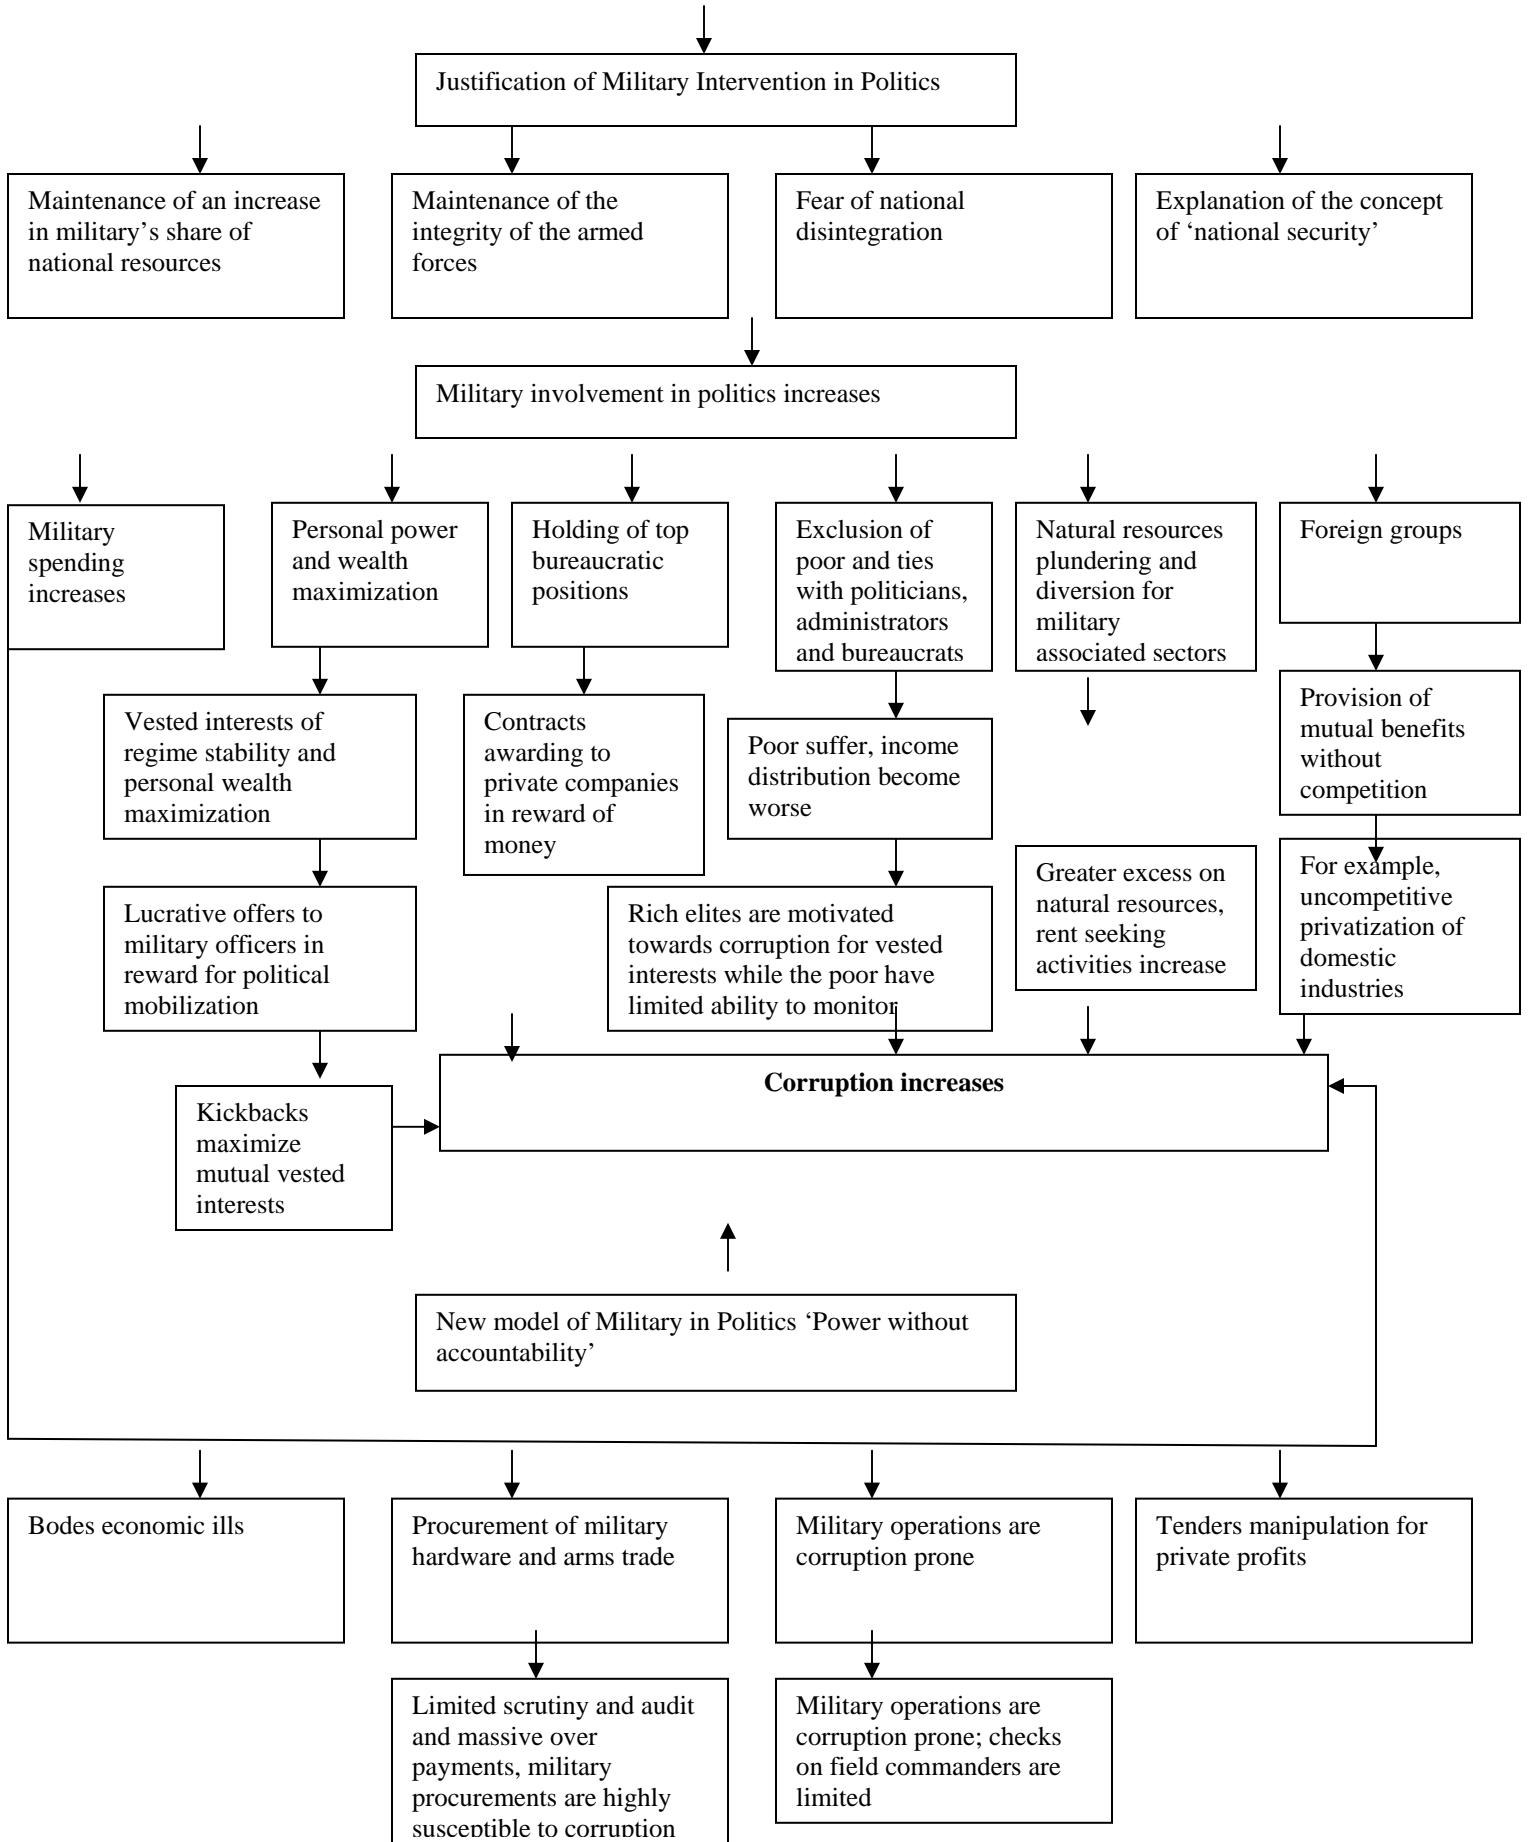 Justification of Military Intervention in Politics
Maintenance of an increase
in military’s share of
national resources
Maintenance of the
integrity of the armed
forces
Fear of national
disintegration
Explanation of the concept
of ‘national security’
Military involvement in politics increases
Military
spending
increases
Personal power
and wealth
maximization
Holding of top
bureaucratic
positions
Exclusion of
poor and ties
with politicians,
administrators
and bureaucrats
Natural resources
plundering and
diversion for
military
associated sectors
Foreign groups
Vested interests of
regime stability and
personal wealth
maximization
Contracts
awarding to
private companies
in reward of
money
Poor suffer, income
distribution become
worse
Provision of
mutual benefits
without
competition
Lucrative offers to
military officers in
reward for political
mobilization
Rich elites are motivated
towards corruption for vested
interests while the poor have
limited ability to monitor
Greater excess on
natural resources,
rent seeking
activities increase
For example,
uncompetitive
privatization of
domestic
industries
Kickbacks
maximize
mutual vested
interests
Corruption increases
New model of Military in Politics ‘Power without
accountability’
Bodes economic ills
Procurement of military
hardware and arms trade
Military operations are
corruption prone
Tenders manipulation for
private profits
Limited scrutiny and audit
and massive over
payments, military
procurements are highly
susceptible to corruption
Military operations are
corruption prone; checks
on field commanders are
limited